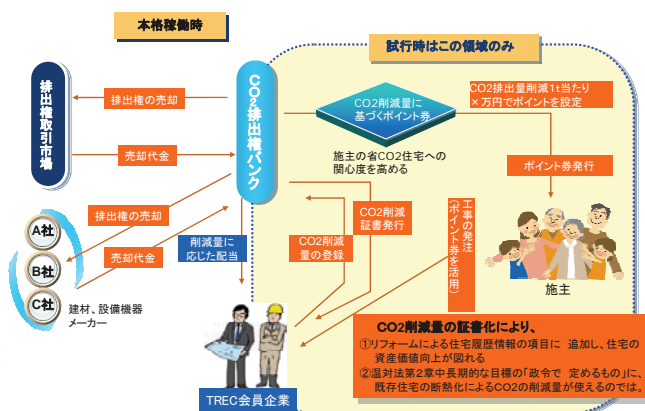 本格稼働時
試行時はこの領域のみ
排出権取引市場
排出権の売却
売却代金
CO2排出権バンク
CO2削減量に
基づくポイント券
CO2排出量削減1t当たり
×万円でポイントを設定
施主の省CO2住宅への
関心度を高める
ポイント券発行
排出権の売却
売却代金
A社
B社
C社
建材、設備機器
メーカー
削減量に
応じた配当
CO2削減
量の登録
CO2削減
証書発行
工事の発注
(ポイント券を活用)
施主
TREC会員企業
CO2削減量の証書化により、
①リフォームによる住宅履歴情報の項目に 追加し、住宅の
資産価値向上が図れる
②温対法第2章中長期的な目標の「政令で 定めるもの」に、
既存住宅の断熱化によるCO2の削減量が使えるのでは。